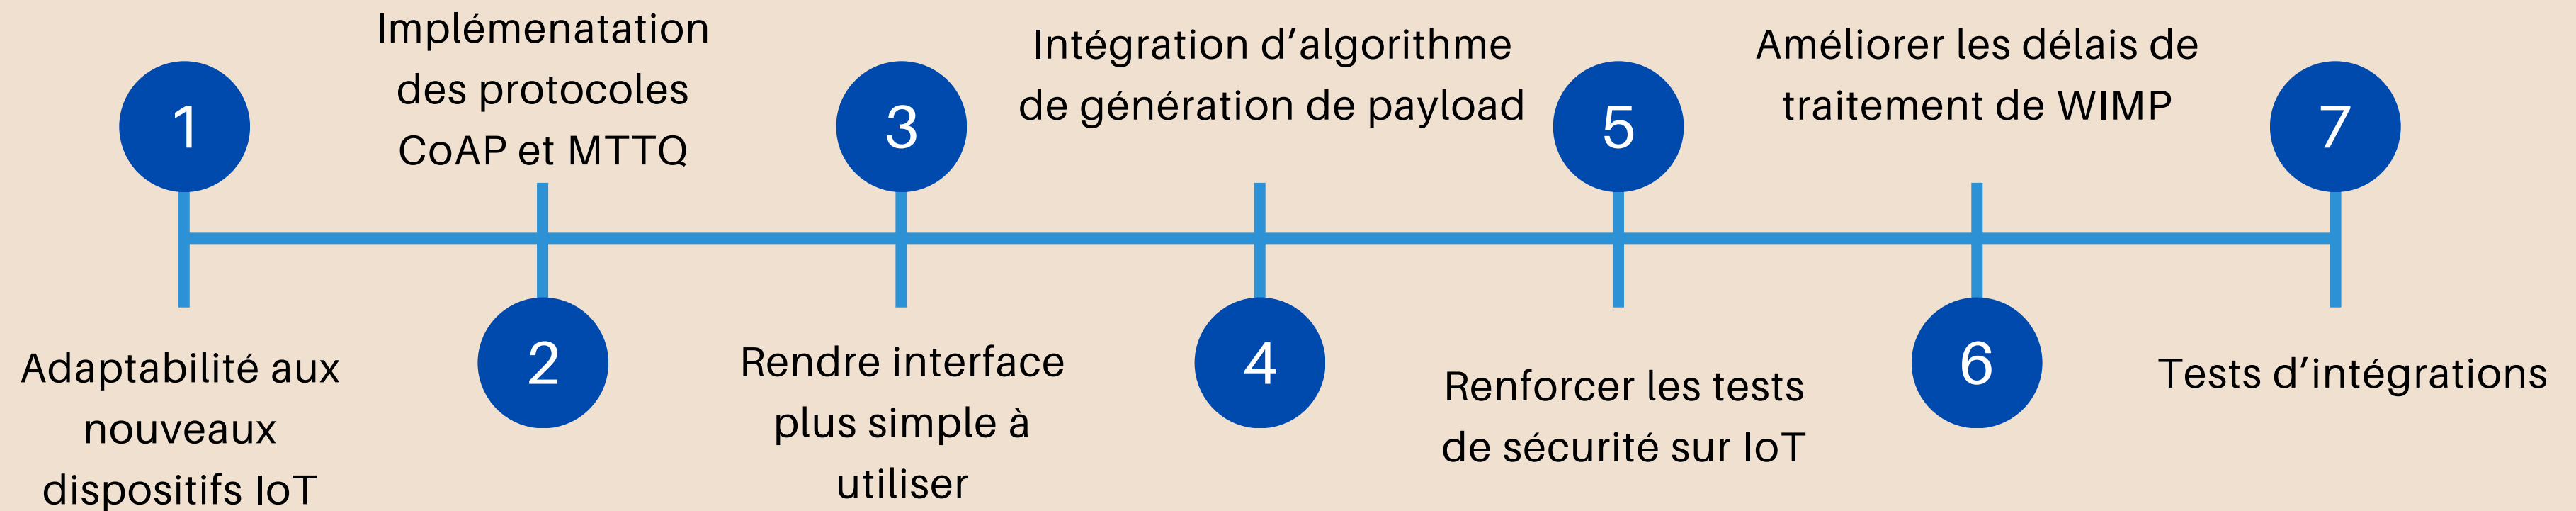 1
Adaptabilité aux
nouveaux
dispositifs IoT
Implémenatation
des protocoles
CoAP et MTTQ
2
3
Rendre interface
plus simple à
utiliser
Intégration d’algorithme
de génération de payload
4
5
Renforcer les tests
de sécurité sur IoT
Améliorer les délais de
traitement de WIMP
6
7
Tests d’intégrations